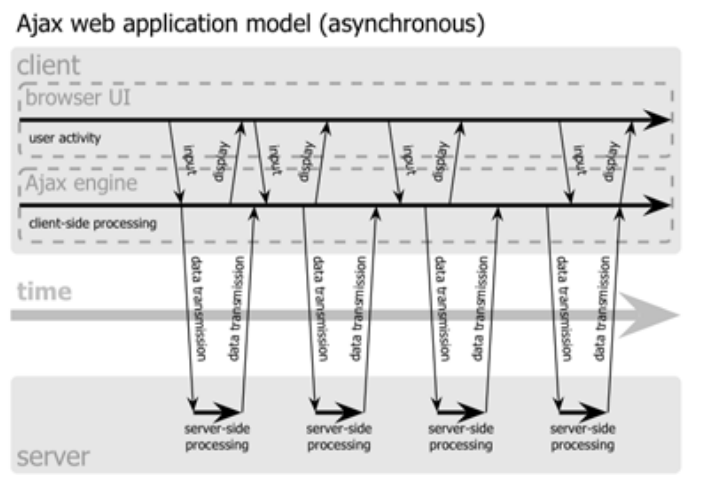 Ajax web application model (asynchronous)
client
browser UI
user activity
input
display
input
display
input
display
input
display
Ajax engine
client-side processing
data transmission
data transmission
data transmission
data transmission
data transmission
data transmission
data transmission
data transmission
time
server-side
processing
server-side
processing
server-side
processing
server-side
processing
server